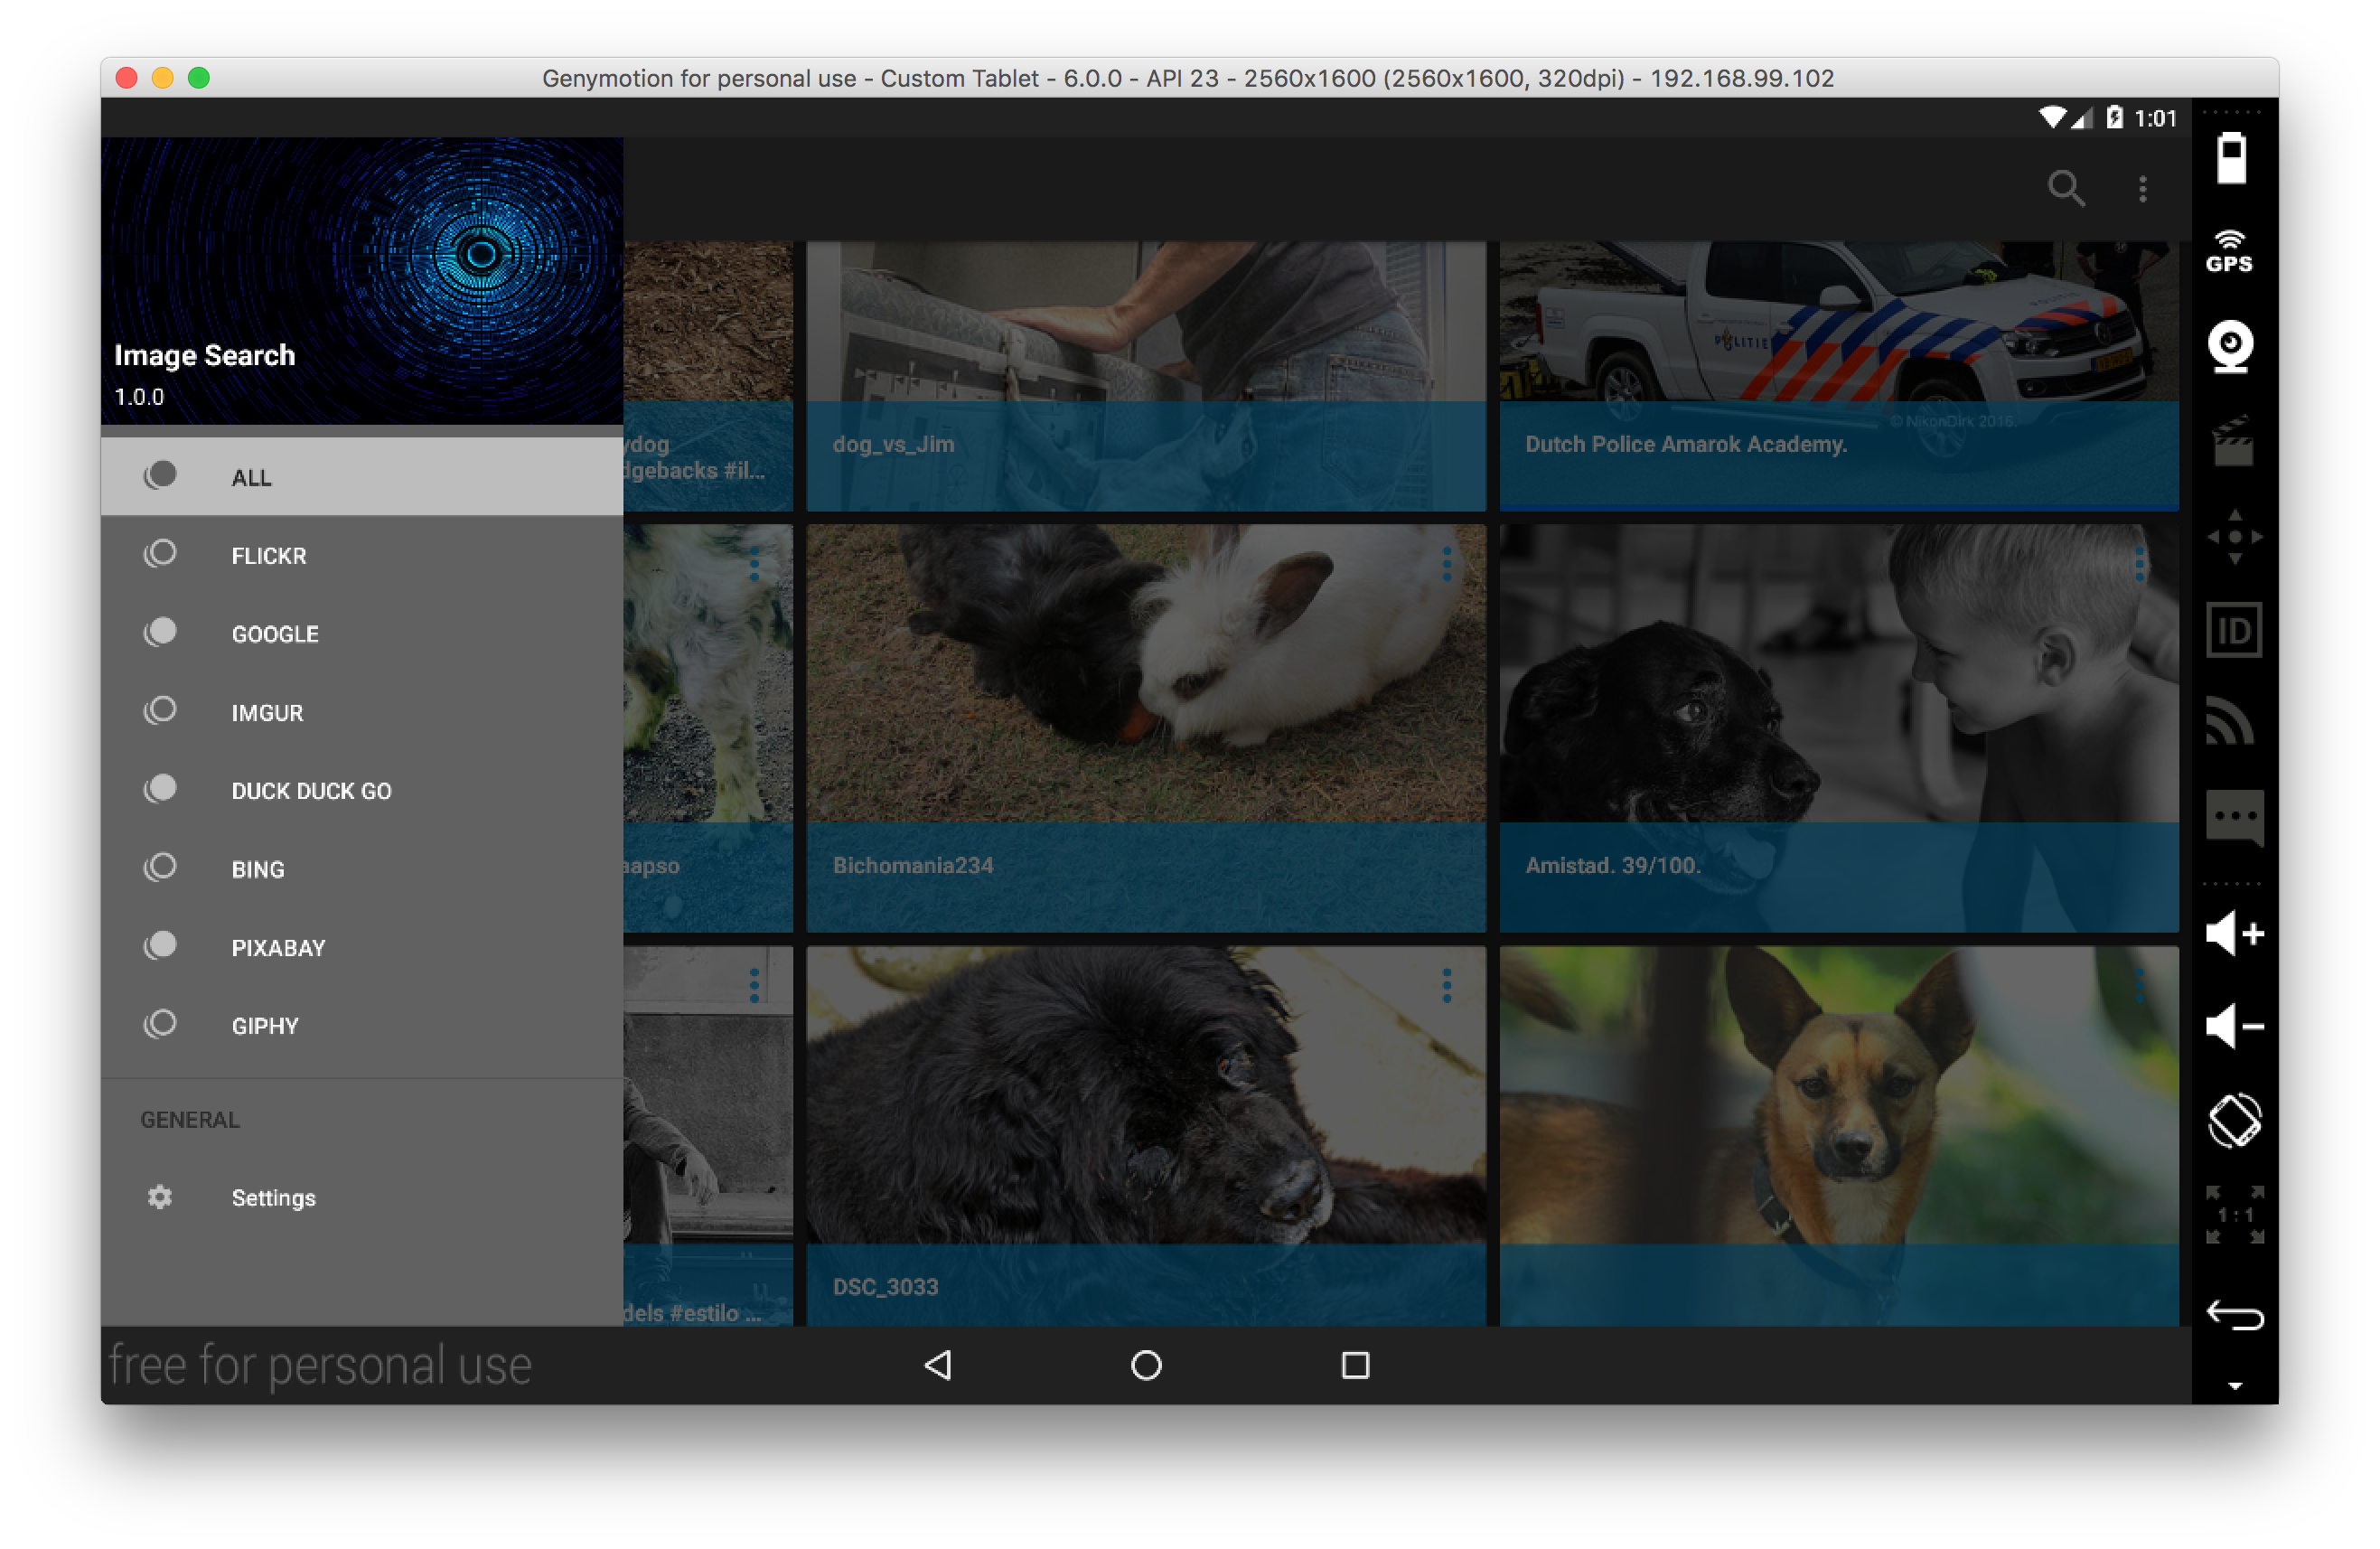 Genymotion for personal use - Custom Tablet - 6.0.0 - API 23 - 2560x1600 (2560x1600, 320dpi) - 192.168.99.102
1:01
GPS
Image Search
1.0.0
ALL
FLICKR
GOOGLE
IMGUR
DUCK DUCK GO
BING
PIXABAY
GIPHY
GENERAL
Settings
dgebacks #il...
dog_vs_Jim
POLITIE
© NikonDirk 2016.
Dutch Police Amarok Academy.
aapso
Bichomania234
Amistad. 39/100.
dels #estilo ...
DSC_3033
ID
1:1
free for personal use